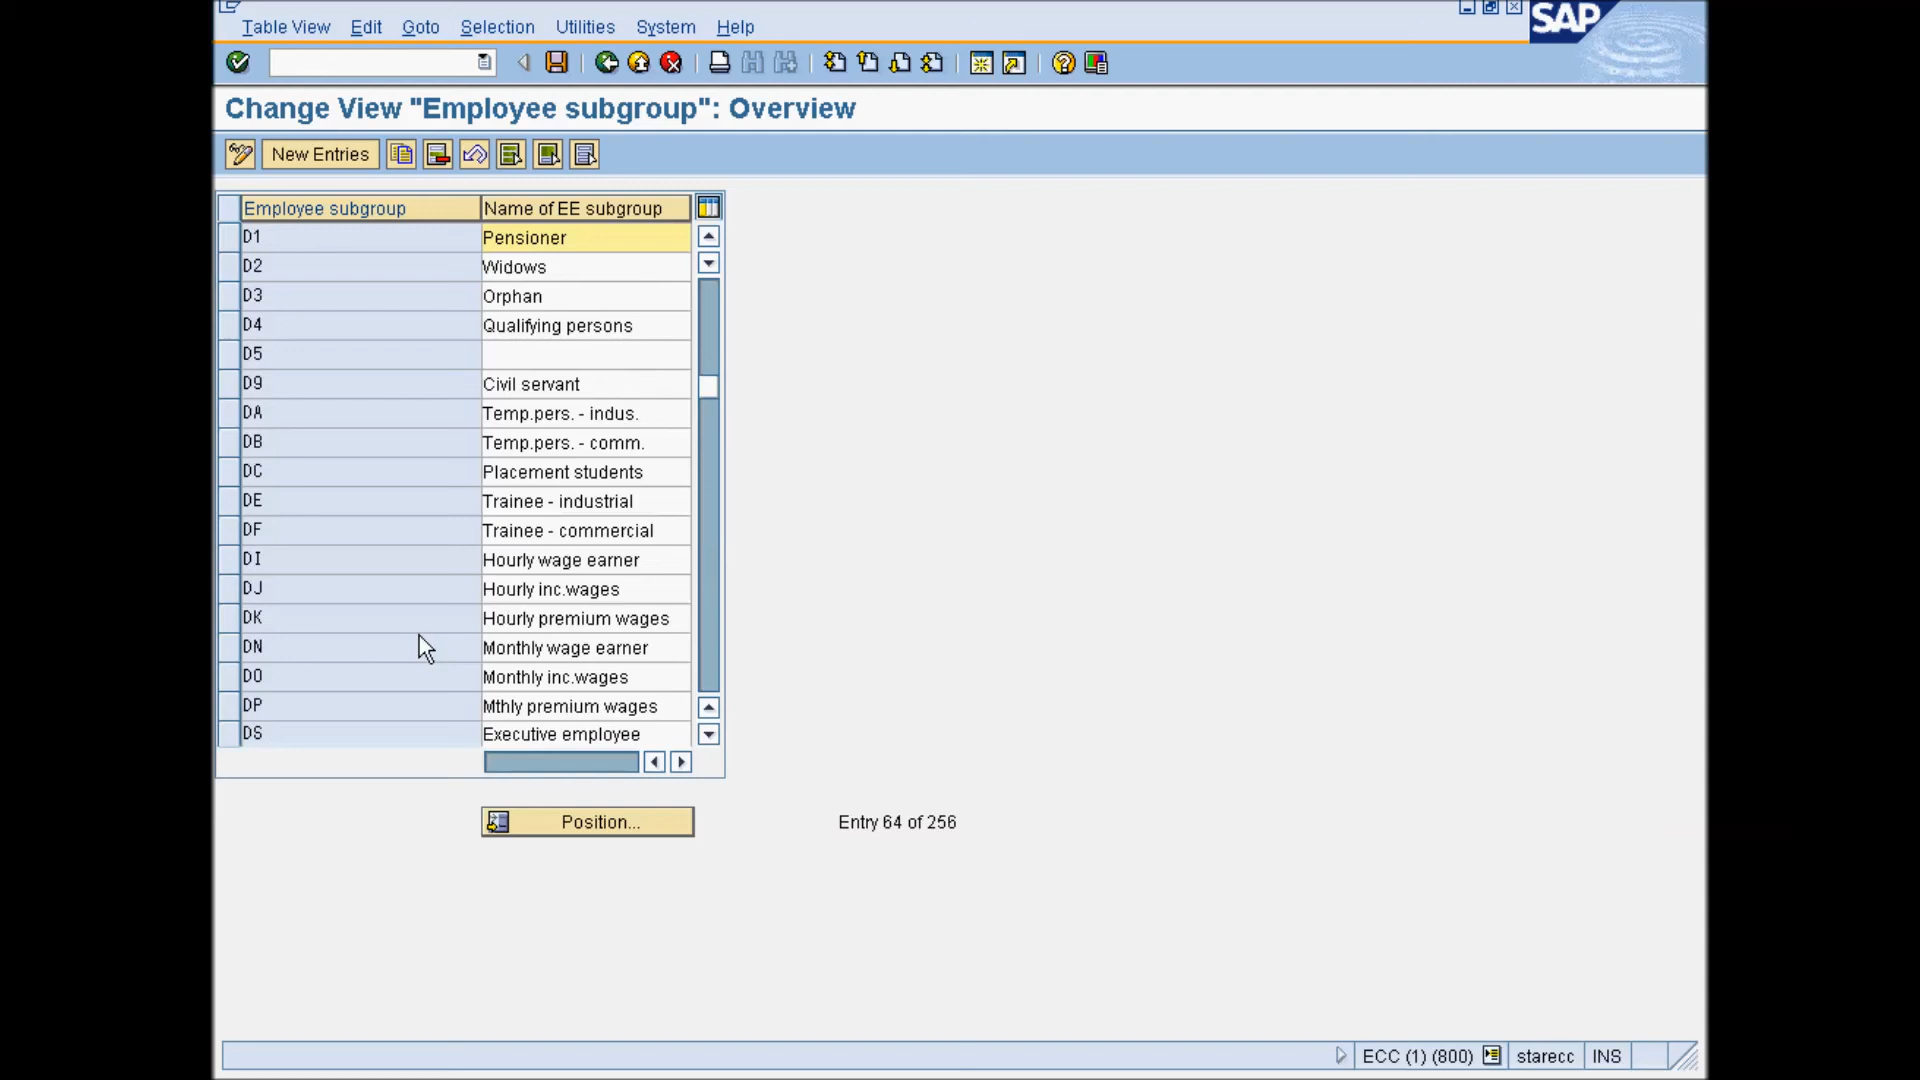 Table View Edit Goto Selection Utilities System Help
SAP
Change View "Employee subgroup": Overview
New Entries
Employee subgroup Name of EE subgroup
D1 Pensioner
D2 Widows
D3 Orphan
D4 Qualifying persons
D5
D9 Civil servant
DA Temp.pers. - indus.
DB Temp.pers. - comm.
DC Placement students
DE Trainee - industrial
DF Trainee - commercial
DI Hourly wage earner
DJ Hourly inc.wages
DK Hourly premium wages
DN Monthly wage earner
DO Monthly inc.wages
DP Mthly premium wages
DS Executive employee
Position...
Entry 64 of 256
ECC (1) (800) starecc INS